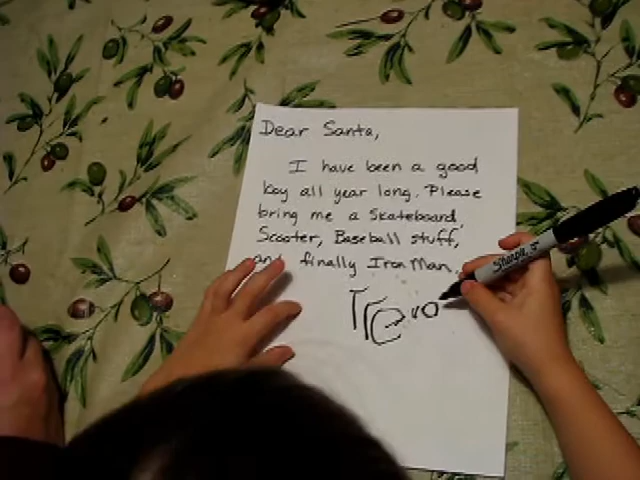 Dear Santa,
I have been a good
boy all year long. Please
bring me a skateboard,
Scooter, Baseball stuff,
and finally Iron Man.
Sharpie